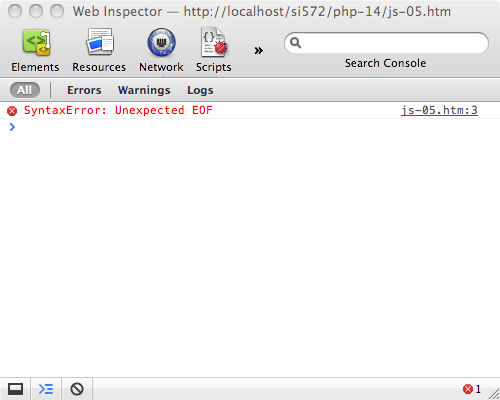 Web Inspector — http://localhost/si572/php-14/js-05.htm
Elements Resources Network Scripts » Search Console
All Errors Warnings Logs
SyntaxError: Unexpected EOF js-05.htm:3
1